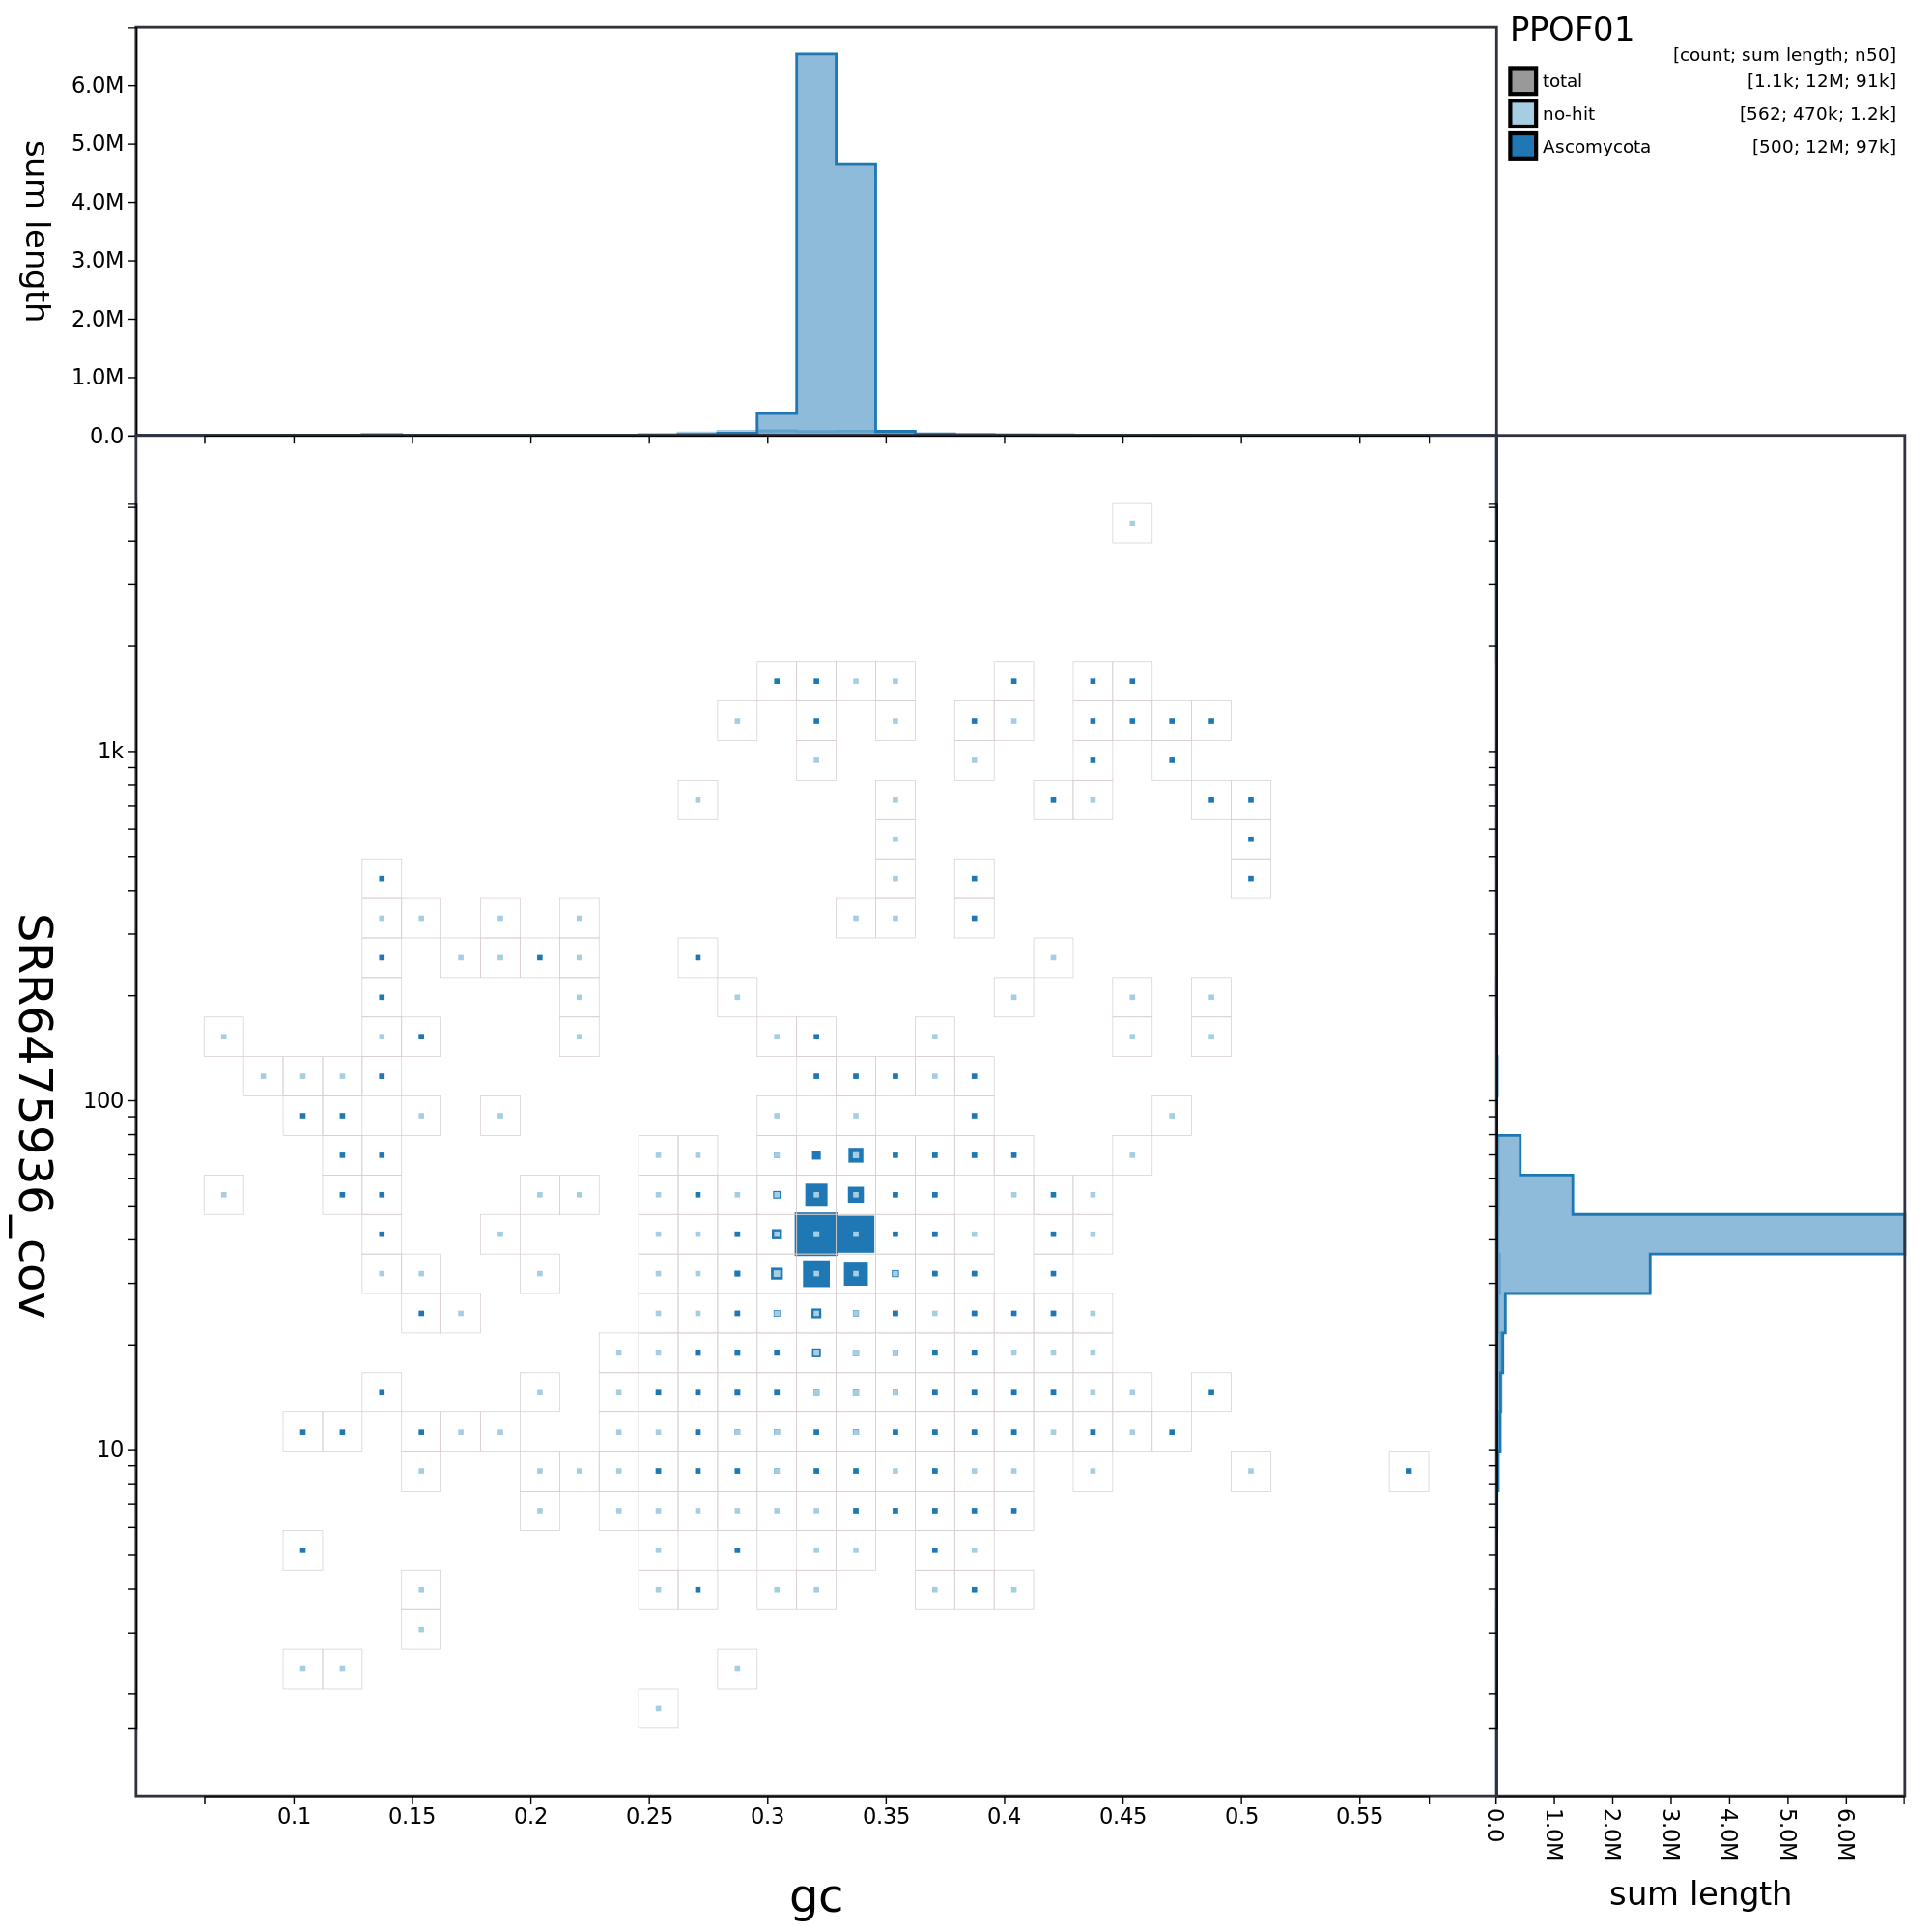 PPOF01
[count; sum length; n50]
total [1.1k; 12M; 91k]
no-hit [562; 470k; 1.2k]
Ascomycota [500; 12M; 97k]
sum length
6.0M
5.0M
4.0M
3.0M
2.0M
1.0M
0.0
SRR6475936_cov
1k
100
10
0.1 0.15 0.2 0.25 0.3 0.35 0.4 0.45 0.5 0.55
gc
0.0 1.0M 2.0M 3.0M 4.0M 5.0M 6.0M
sum length